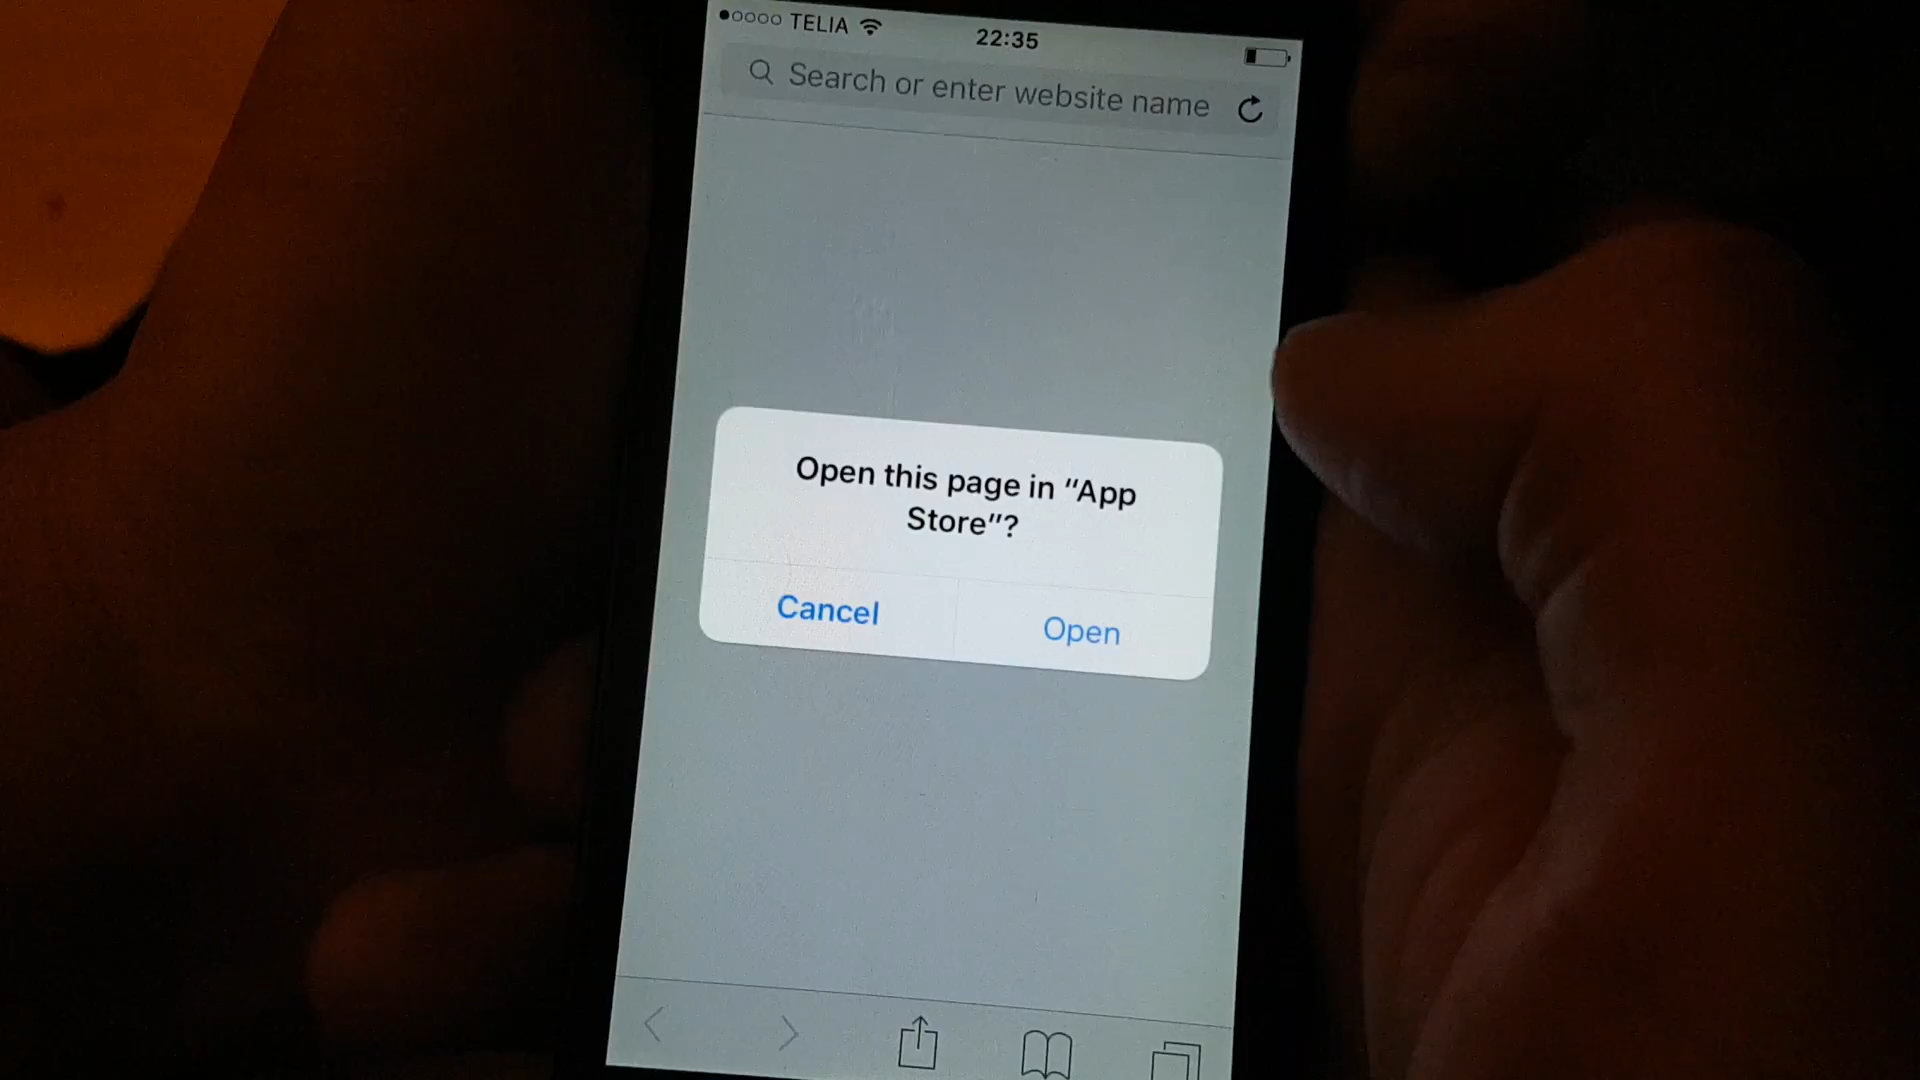 TELIA
22:35
Search or enter website name
Open this page in “App
Store”?
Cancel
Open